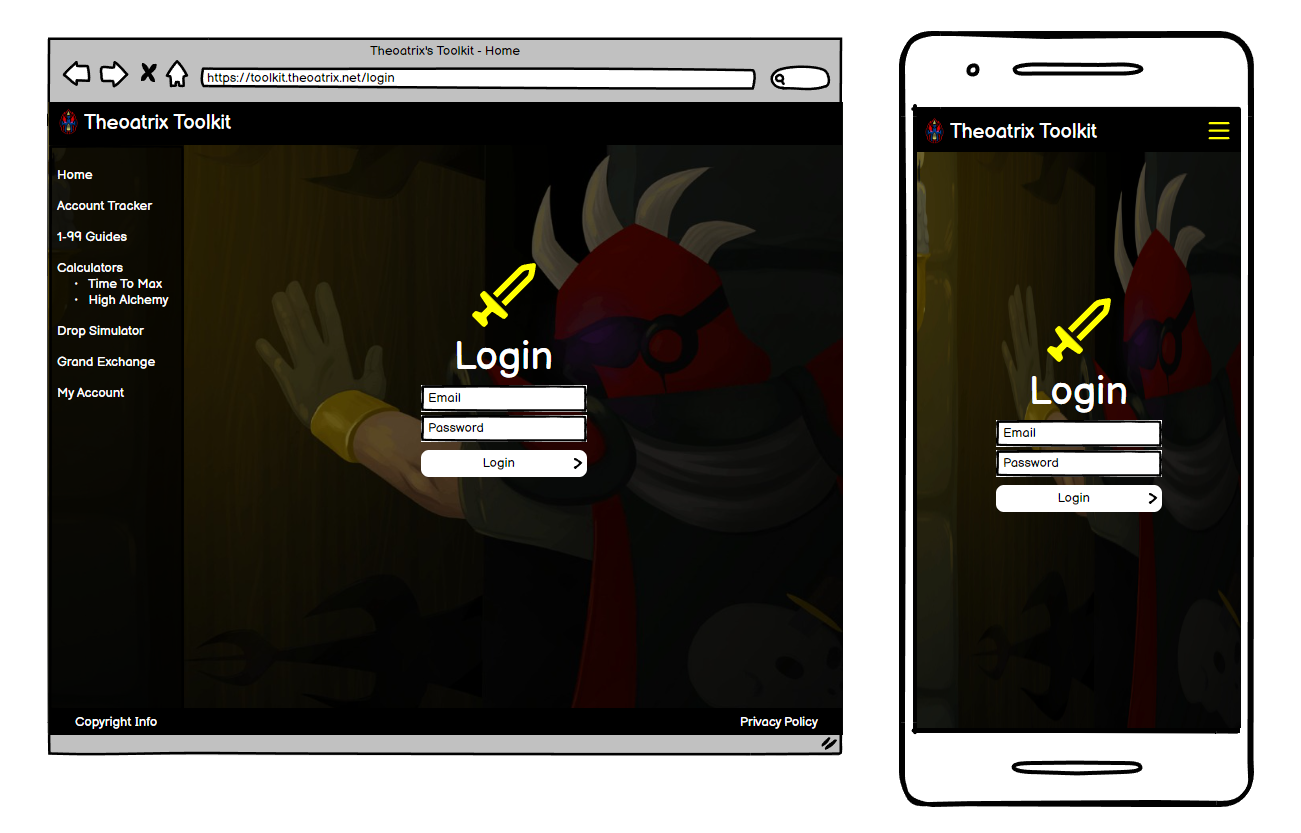 Theoatrix's Toolkit - Home
https://toolkit.theoatrix.net/login
Theoatrix Toolkit
Home
Account Tracker
1-99 Guides
Calculators
• Time To Max
• High Alchemy
Drop Simulator
Grand Exchange
My Account
Login
Email
Password
Login
Copyright Info
Privacy Policy
Theoatrix Toolkit
Login
Email
Password
Login